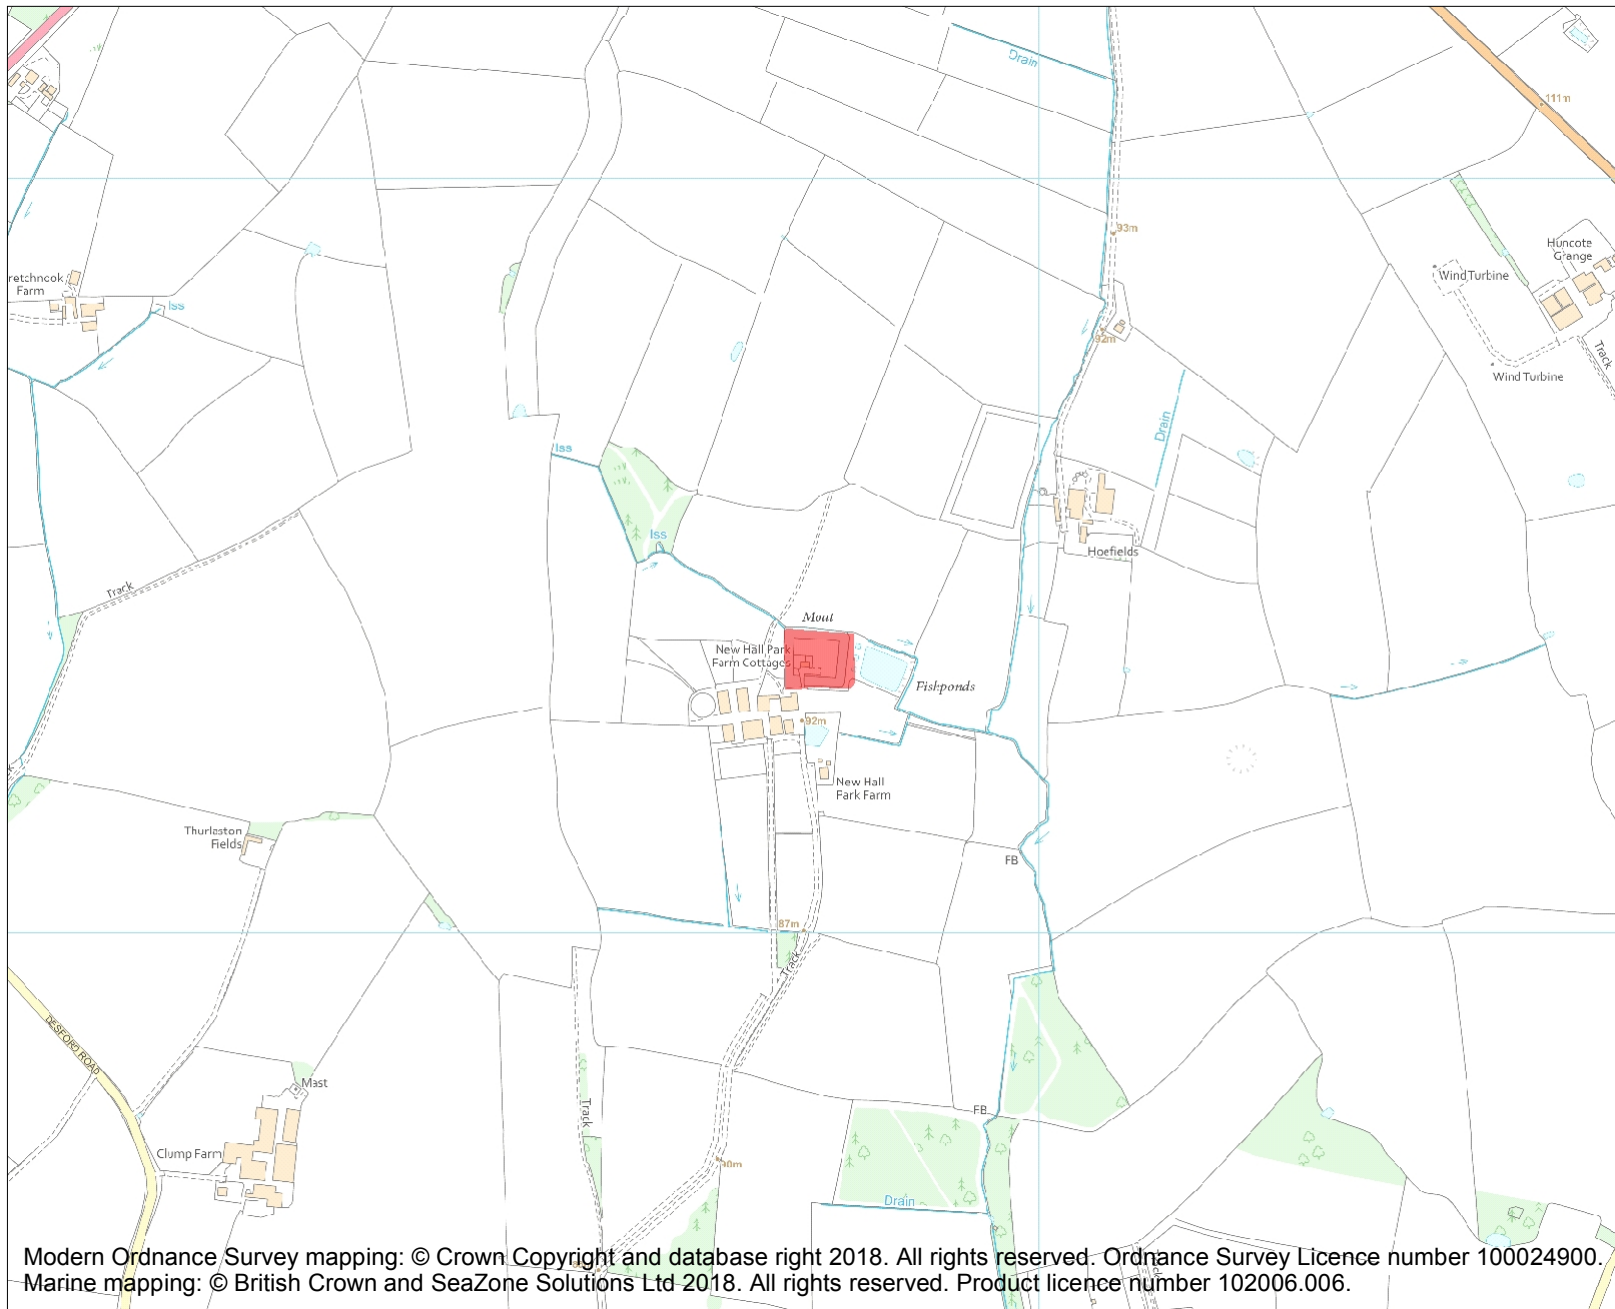 Drain
111m
93m
Huncote
Grange
Wind Turbine
retchnook
Farm
Iss
92m
Track
Wind Turbine
Drain
Iss
Iss
Hoefields
Track
Moat
New Hall Park
Farm Cottages
Fishponds
92m
New Hall
Park Farm
Thurlaston
Fields
FB
87m
Track
DESFORD ROAD
Mast
Track
FB
Clump Farm
Drain
Modern Ordnance Survey mapping: © Crown Copyright and database right 2018. All rights reserved. Ordnance Survey Licence number 100024900.
Marine mapping: © British Crown and SeaZone Solutions Ltd 2018. All rights reserved. Product licence number 102006.006.